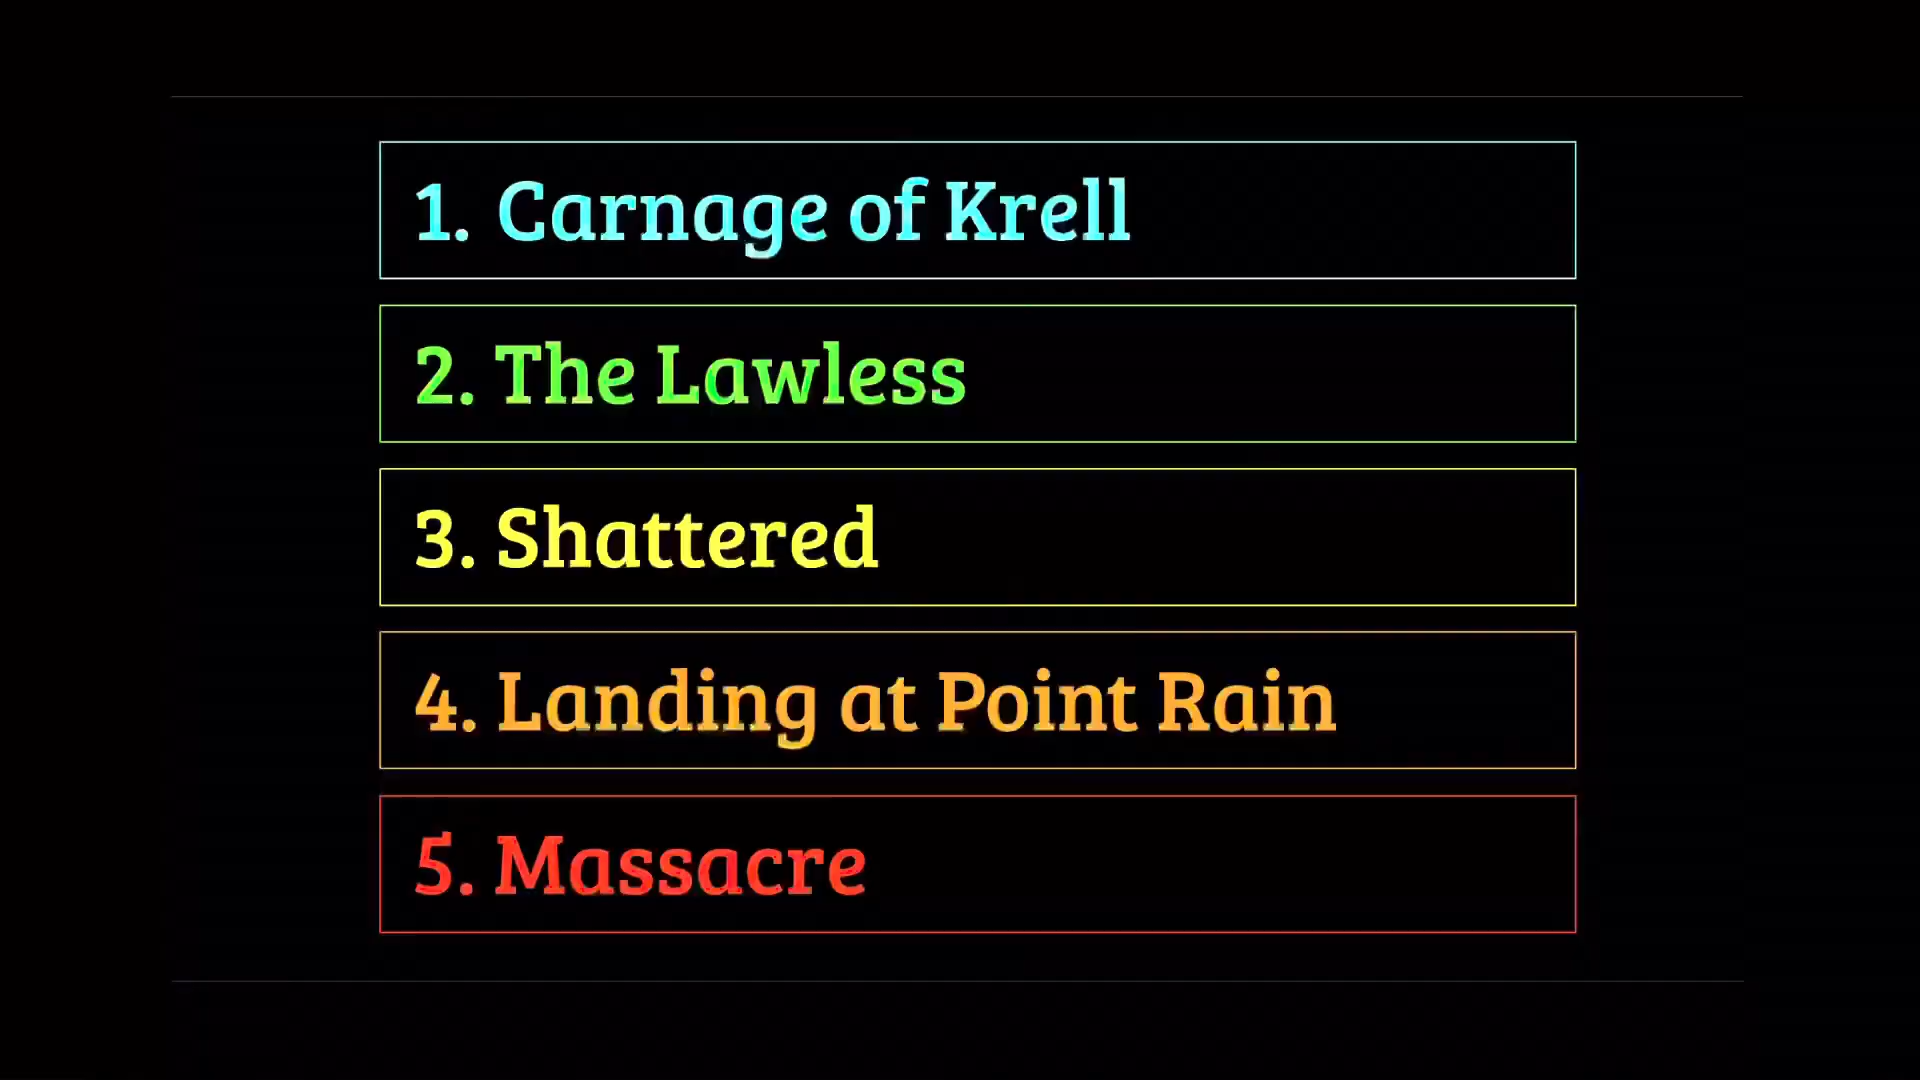 1. Carnage of Krell
2. The Lawless
3. Shattered
4. Landing at Point Rain
5. Massacre